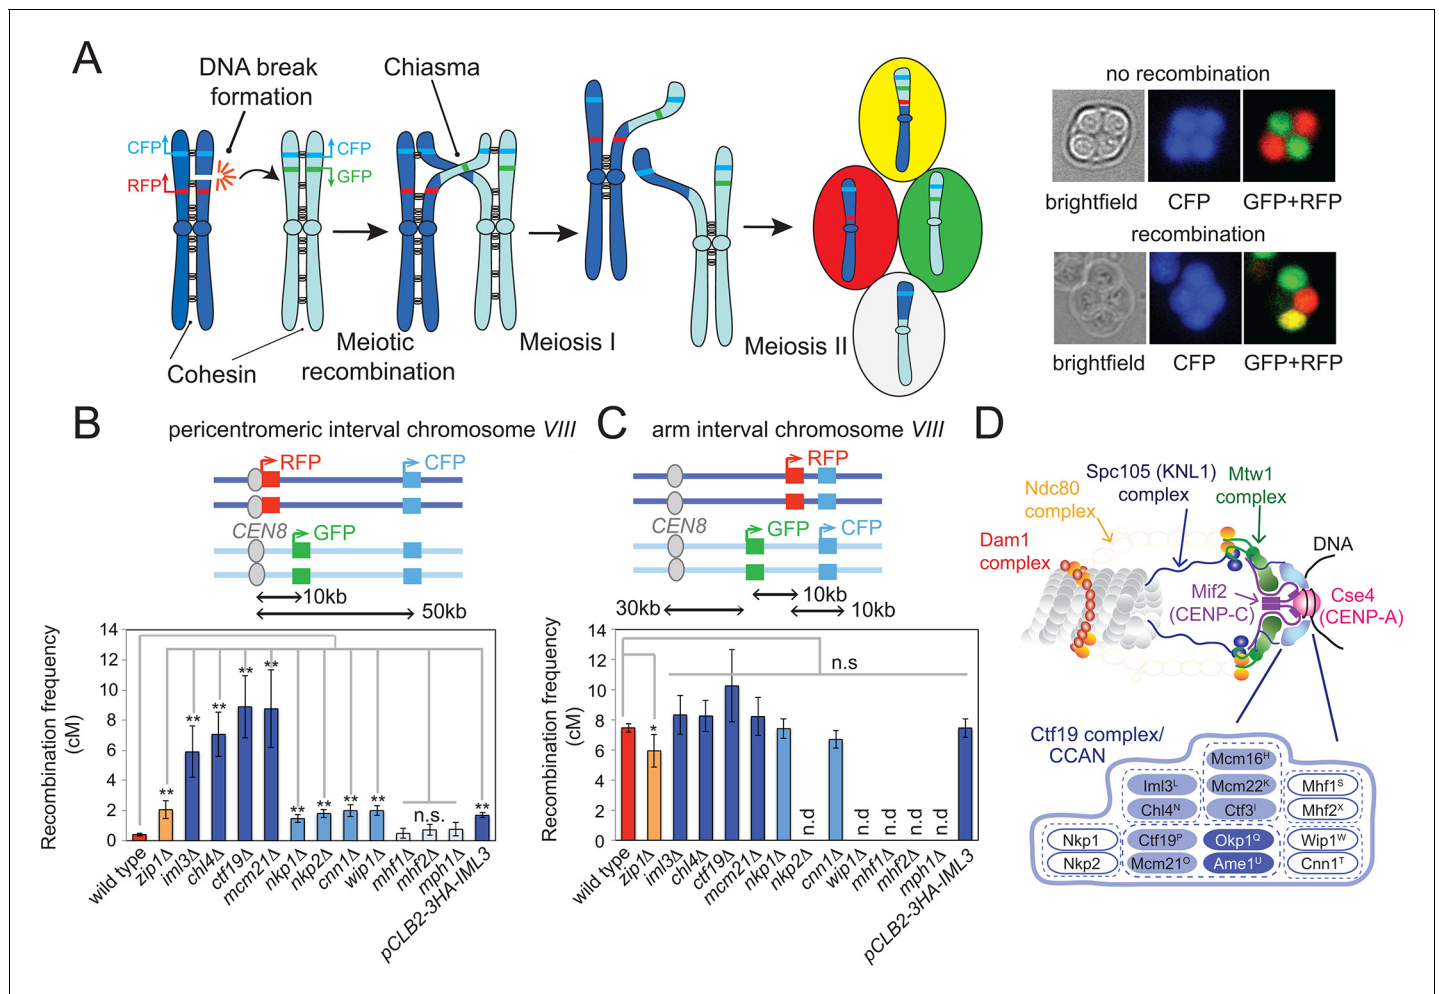 A
DNA break
formation
Chiasma
CFP
RFP
CFP
GFP
Cohesin
Meiotic
recombination
Meiosis I
Meiosis II
no recombination
brightfield
CFP
GFP+RFP
recombination
brightfield
CFP
GFP+RFP
B
pericentromeric interval chromosome VIII
RFP
CFP
CEN8
GFP
10kb
50kb
Recombination frequency
(cM)
14
12
10
8
6
4
2
0
**
**
**
**
**
**
**
**
**
n.s.
**
wild type
zip1Δ
iml3Δ
chl4Δ
ctf19Δ
mcm21Δ
nkp1Δ
nkp2Δ
cnn1Δ
wip1Δ
mhf1Δ
mhf2Δ
mph1Δ
pCLB2-3HA-IML3
C
arm interval chromosome VIII
RFP
CEN8
GFP
CFP
10kb
30kb
10kb
Recombination frequency
(cM)
14
12
10
8
6
4
2
0
*
n.s
n.d
n.d
n.d
n.d
n.d
wild type
zip1Δ
iml3Δ
chl4Δ
ctf19Δ
mcm21Δ
nkp1Δ
nkp2Δ
cnn1Δ
wip1Δ
mhf1Δ
mhf2Δ
mph1Δ
pCLB2-3HA-IML3
D
Spc105 (KNL1)
complex
Mtw1
complex
Ndc80
complex
Dam1
complex
DNA
Mif2
(CENP-C)
Cse4
(CENP-A)
Ctf19 complex/
CCAN
Mcm16ᴴ
Iml3ᴸ
Mcm22ᴷ
Mhf1ˢ
Chl4ᴺ
Ctf3ᴵ
Mhf2ˣ
Nkp1
Ctf19ᴾ
Okp1Q
Wip1ᵂ
Nkp2
Mcm21ᴼ
Ame1ᵁ
Cnn1ᵀ